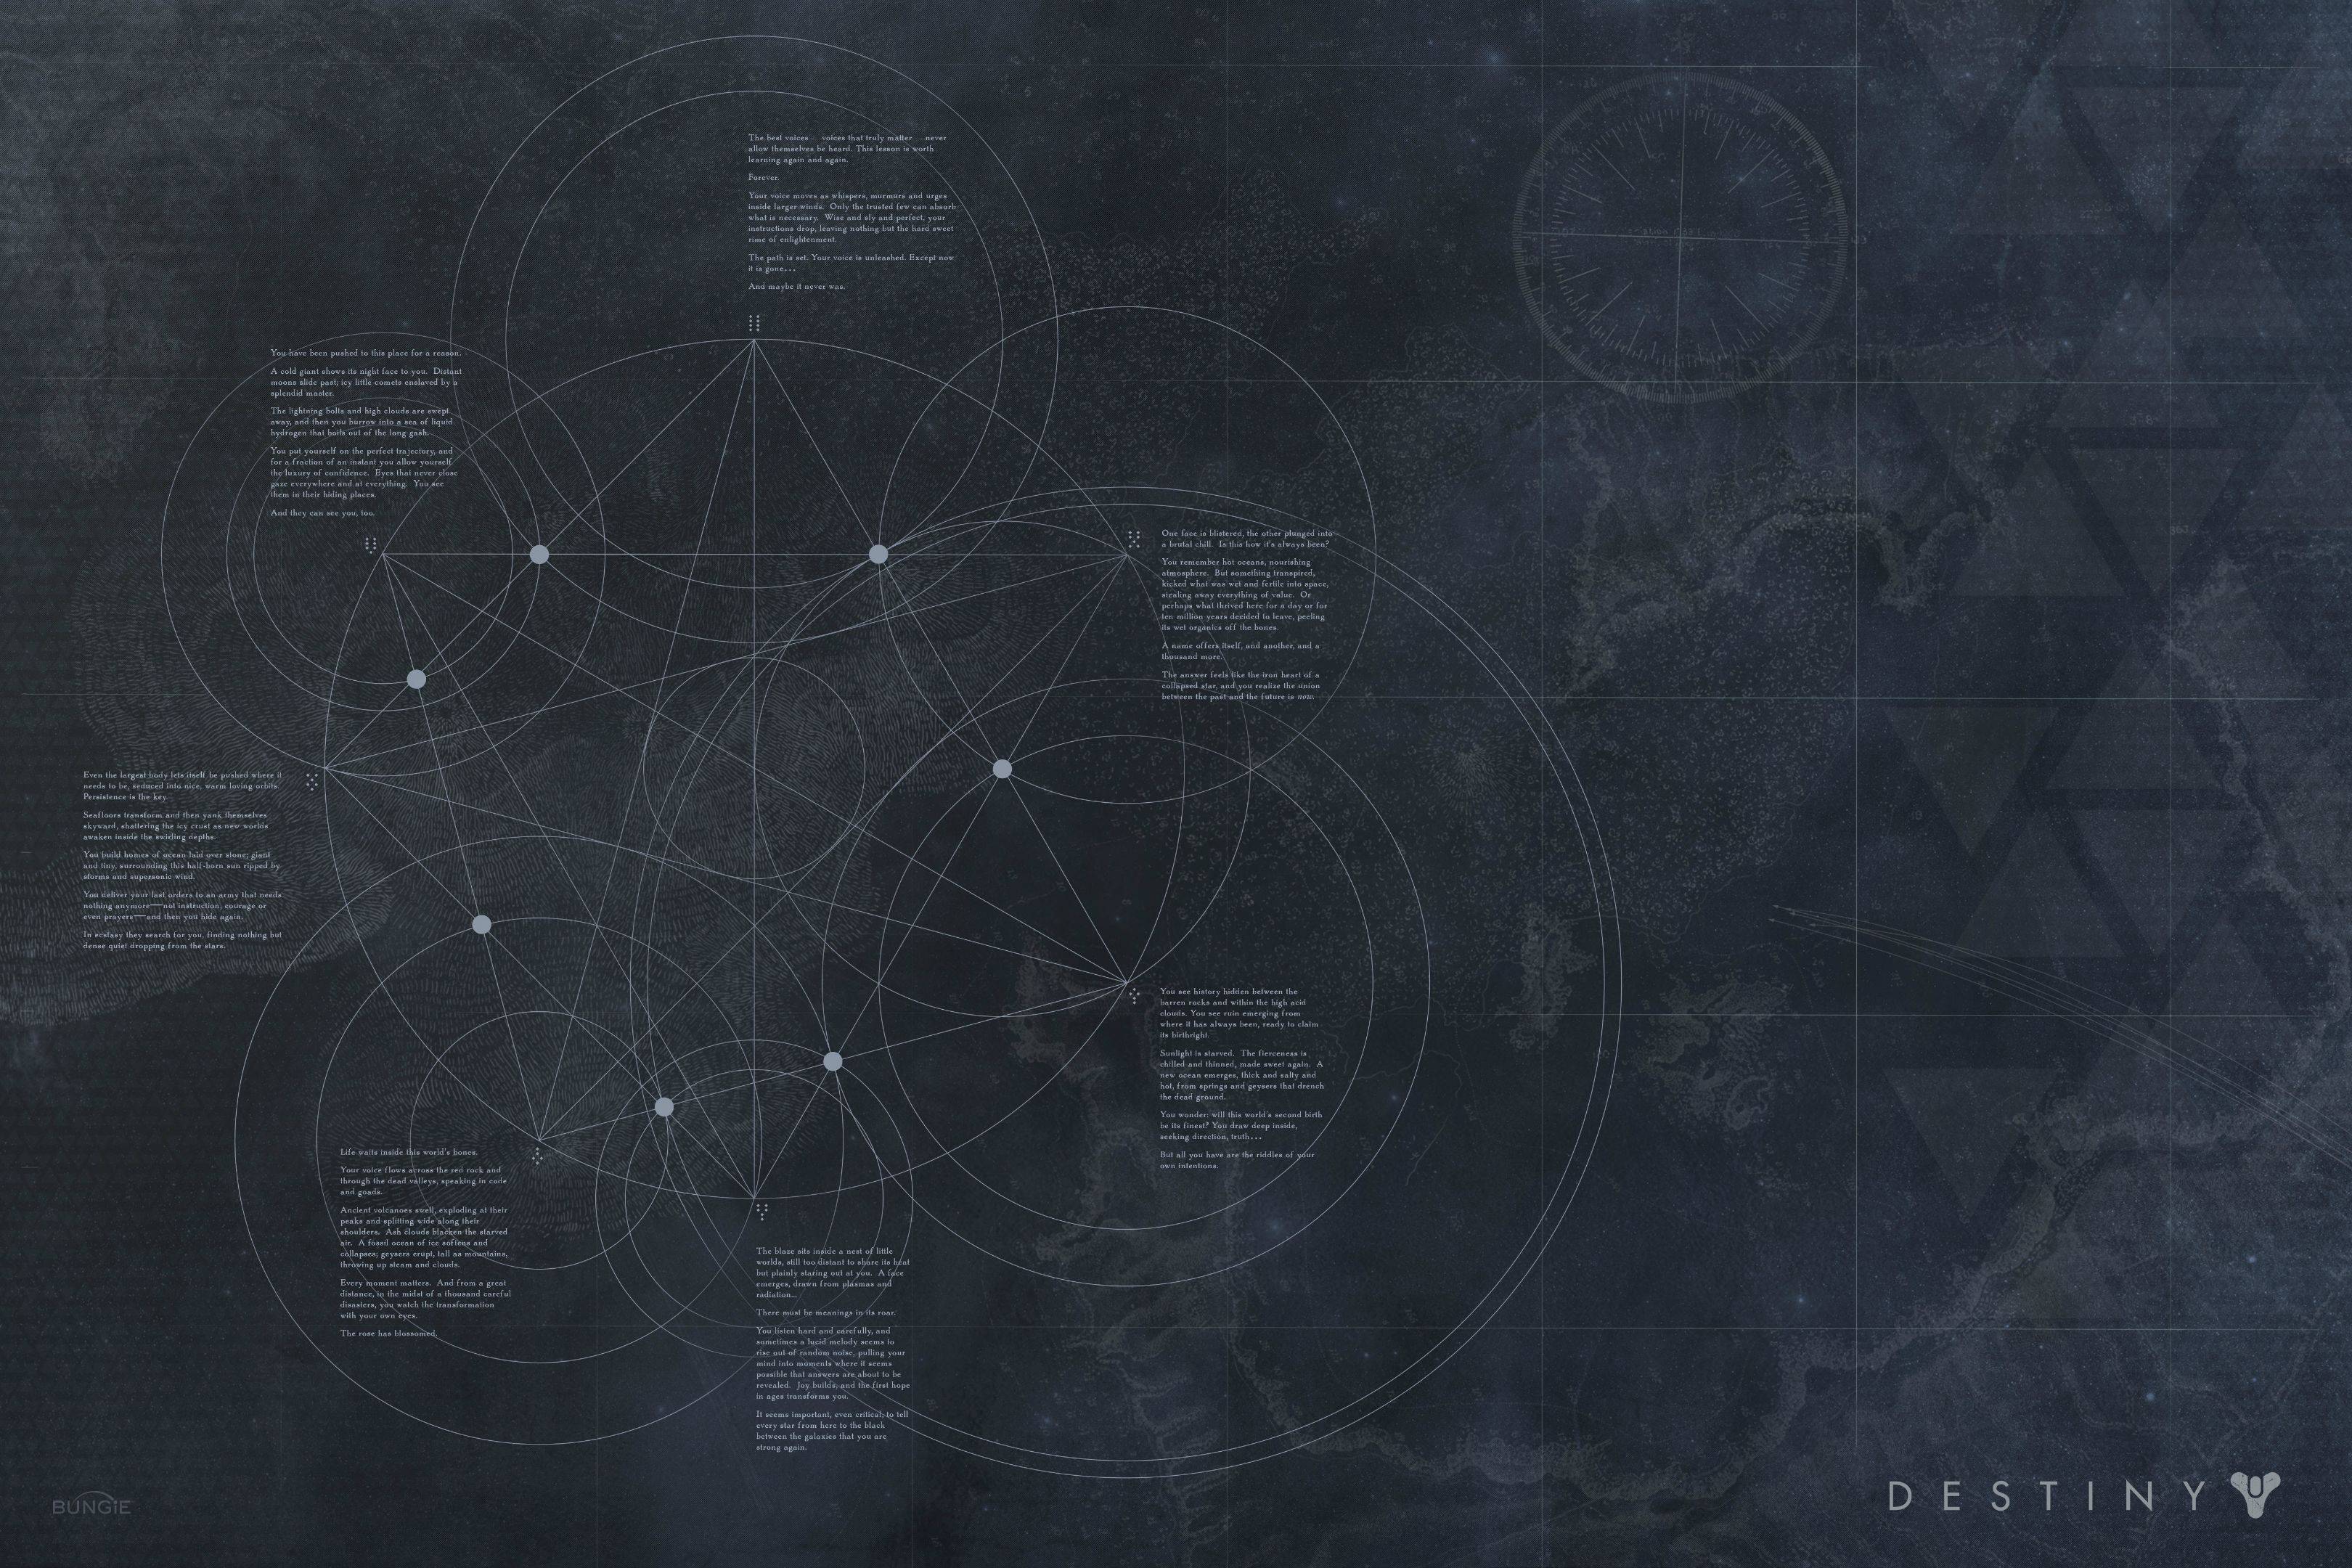 The best voices voices that truly matter never
allow themselves be heard. This lesson is worth
learning again and again.
Forever.
Your voice moves as whispers, murmurs and urges
inside larger winds. Only the trusted few can absorb
what is necessary. Wise and sly and perfect, your
instructions drop, leaving nothing but the hard sweet
rime of enlightenment.
The path is set. Your voice is unleashed. Except now
it is gone...
And maybe it never was.
You have been pushed to this place for a reason.
A cold giant shows its night face to you. Distant
moons slide past; icy little comets enslaved by a
splendid master.
The lightning bolts and high clouds are swept
away, and then you burrow into a sea of liquid
hydrogen that boils out of the long gash.
You put yourself on the perfect trajectory, and
for a fraction of an instant you allow yourself
the luxury of confidence. Eyes that never close
gaze everywhere and at everything. You see
them in their hiding places.
And they can see you, too.
One face is blistered, the other plunged into
a brutal chill. Is this how it's always been?
You remember hot oceans, nourishing
atmosphere. But something transpired,
kicked what was wet and fertile into space,
stealing away everything of value. Or
perhaps what thrived here for a day or for
ten million years decided to leave, peeling
its wet organics off the bones.
A name offers itself, and another, and a
thousand more.
The answer feels like the iron heart of a
collapsed star, and you realize the union
between the past and the future is now.
Even the largest body lets itself be pushed where it
needs to be, seduced into nice, warm loving orbits.
Persistence is the key.
Seafloors transform and then yank themselves
skyward, shattering the icy crust as new worlds
awaken inside the swirling depths.
You build homes of ocean laid over stone; giant
and tiny, surrounding this half-born sun ripped by
storms and supersonic wind.
You deliver your last orders to an army that needs
nothing anymore—not instruction, courage or
even prayers—and then you hide again.
In ecstasy they search for you, finding nothing but
dense quiet dropping from the stars.
You see history hidden between the
barren rocks and within the high acid
clouds. You see ruin emerging from
where it has always been, ready to claim
its birthright.
Sunlight is starved. The fierceness is
chilled and thinned, made sweet again. A
new ocean emerges, thick and salty and
hot, from springs and geysers that drench
the dead ground.
You wonder: will this world's second birth
be its finest? You draw deep inside,
seeking direction, truth...
But all you have are the riddles of your
own intentions.
Life waits inside this world's bones.
Your voice flows across the red rock and
through the dead valleys, speaking in code
and goads.
Ancient volcanoes swell, exploding at their
peaks and splitting wide along their
shoulders. Ash clouds blacken the starved
air. A fossil ocean of ice softens and
collapses; geysers erupt, tall as mountains,
throwing up steam and clouds.
Every moment matters. And from a great
distance, in the midst of a thousand careful
disasters, you watch the transformation
with your own eyes.
The rose has blossomed.
The blaze sits inside a nest of little
worlds, still too distant to share its heat
but plainly staring out at you. A face
emerges, drawn from plasmas and
radiation...
There must be meanings in its roar.
You listen hard and carefully, and
sometimes a lucid melody seems to
rise out of random noise, pulling your
mind into moments where it seems
possible that answers are about to be
revealed. Joy builds, and the first hope
in ages transforms you.
It seems important, even critical, to tell
every star from here to the black
between the galaxies that you are
strong again.
BUNGIE
DESTINY